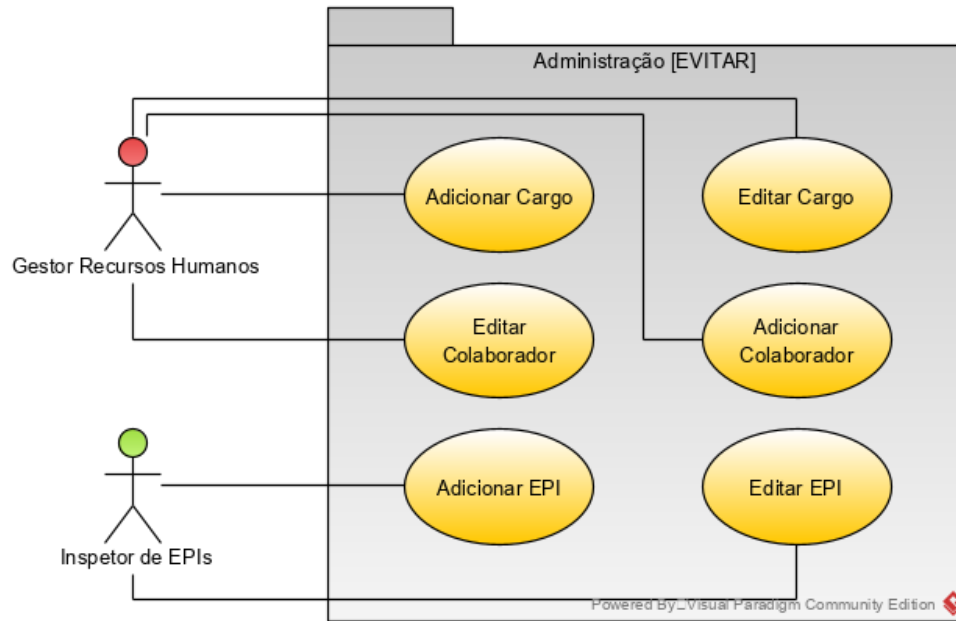 Administração [EVITAR]
Adicionar Cargo
Editar Cargo
Gestor Recursos Humanos
Editar
Colaborador
Adicionar
Colaborador
Adicionar EPI
Editar EPI
Inspetor de EPIs
Powered By Visual Paradigm Community Edition